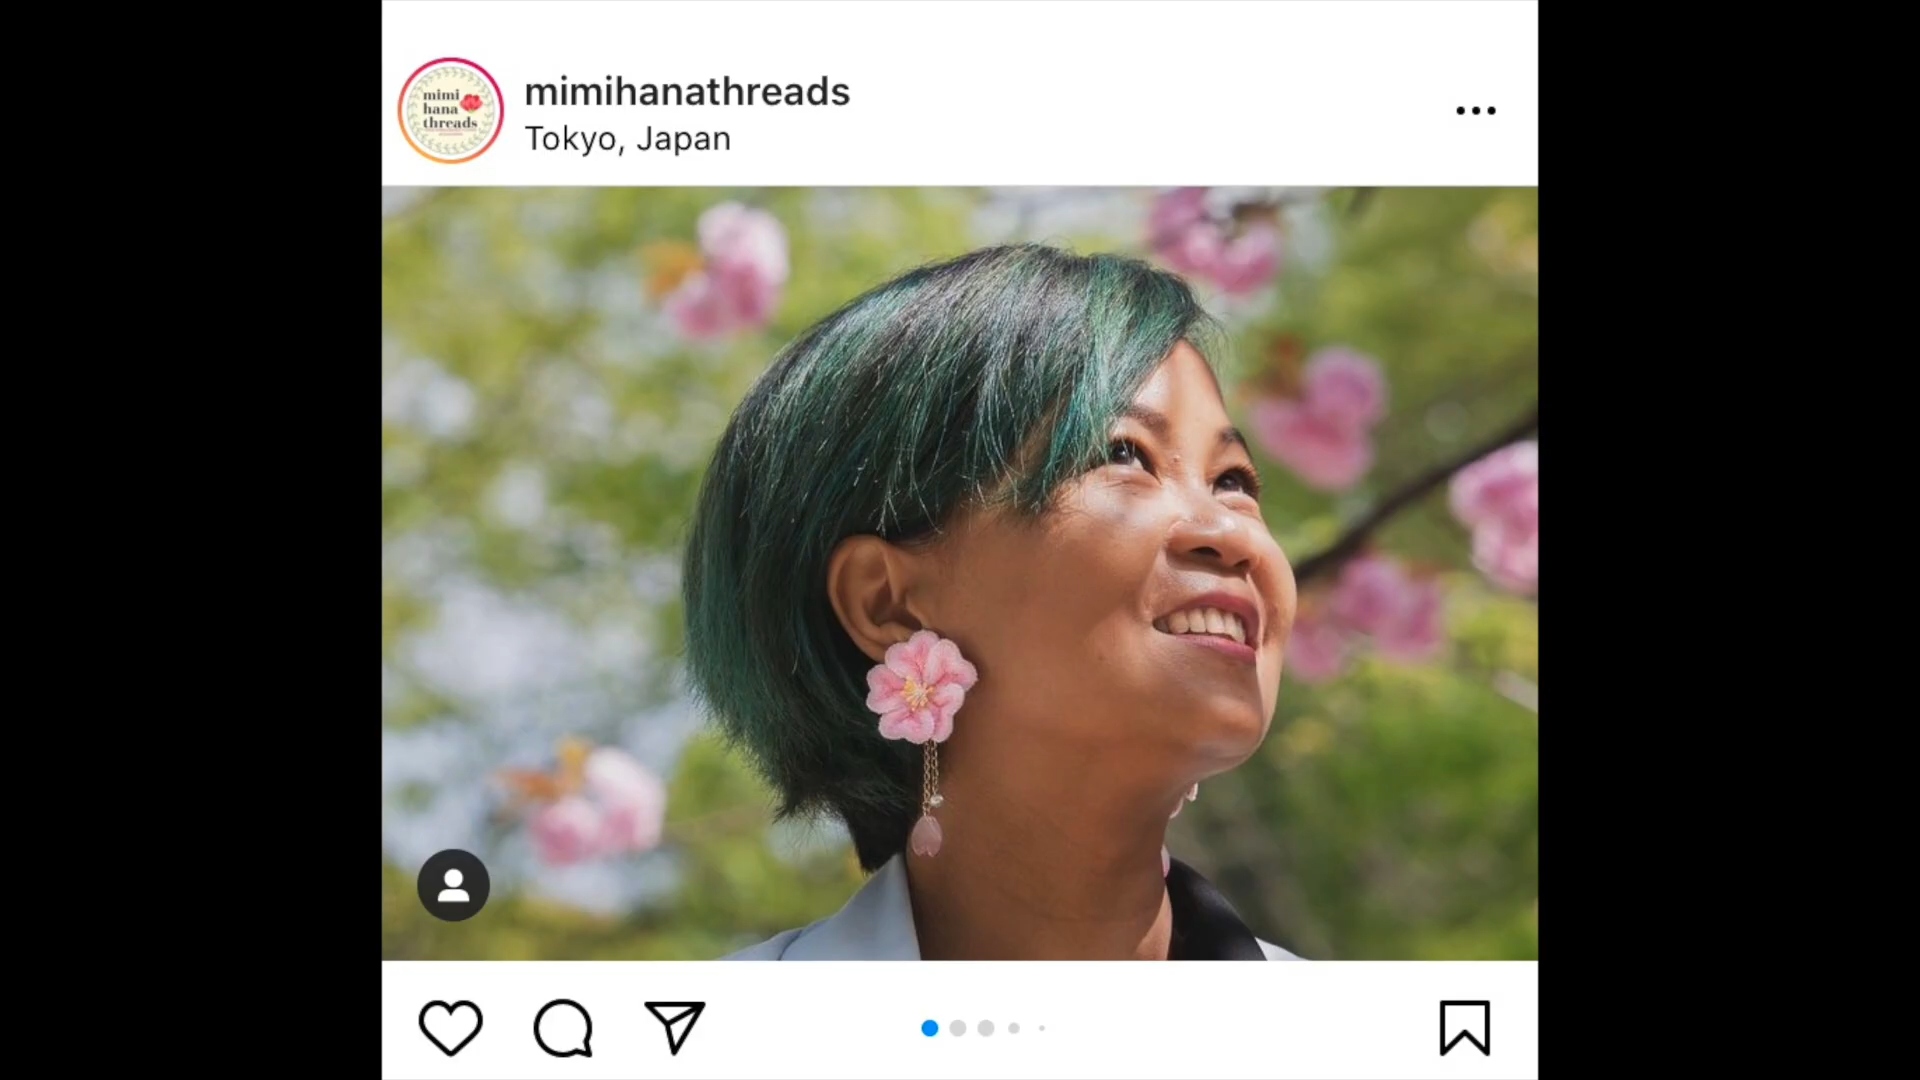 mimi
hana
threads
mimihanathreads
Tokyo, Japan